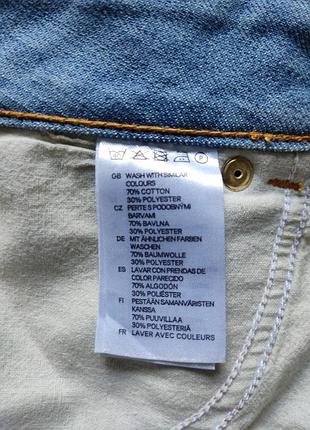 GB WASH WITH SIMILAR
COLOURS
70% COTTON
30% POLYESTER
CZ PERTE S PODOBNÝMI
BARVAMI
70% BAVLNA
30% POLYESTER
DE MIT ÄHNLICHEN FARBEN
WASCHEN
70% BAUMWOLLE
30% POLYESTER
ES LAVAR CON PRENDAS DE
COLOR PARECIDO
70% ALGODÓN
30% POLIÉSTER
FI PESTÄÄN SAMANVÄRISTEN
KANSSA
70% PUUVILLAA
30% POLYESTERIÄ
FR LAVER AVEC COULEURS